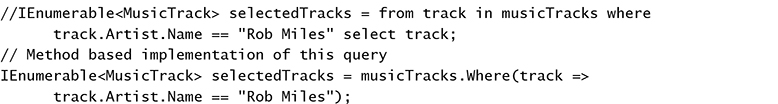 //IEnumerable<MusicTrack> selectedTracks = from track in musicTracks where
track.Artist.Name == "Rob Miles" select track;
// Method based implementation of this query
IEnumerable<MusicTrack> selectedTracks = musicTracks.Where(track =>
track.Artist.Name == "Rob Miles");